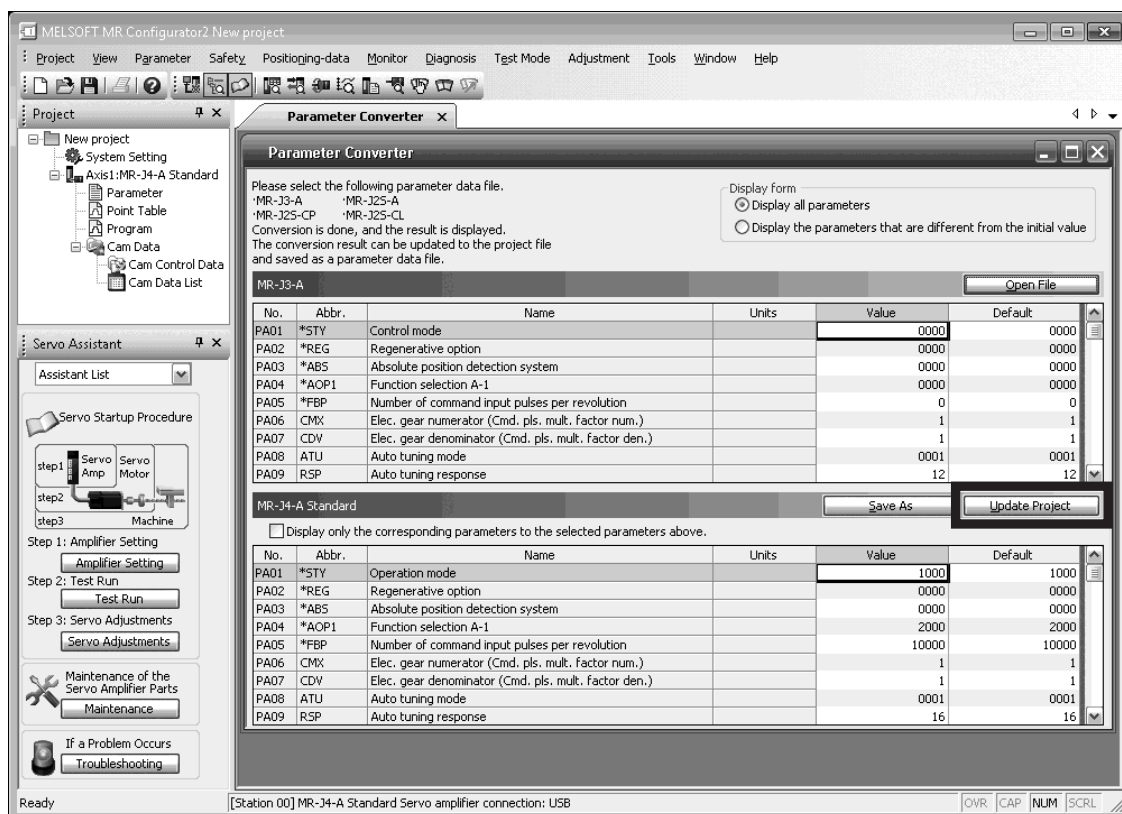 MELSOFT MR Configurator2 New project
Project View Parameter Safety Positioning-data Monitor Diagnosis Test Mode Adjustment Tools Window Help
Project
New project
System Setting
Axis1:MR-J4-A Standard
Parameter
Point Table
Program
Cam Data
Cam Control Data
Cam Data List
Servo Assistant
Assistant List
Servo Startup Procedure
step1 Servo Amp Servo Motor
step2
step3 Machine
Step 1: Amplifier Setting
Amplifier Setting
Step 2: Test Run
Test Run
Step 3: Servo Adjustments
Servo Adjustments
Maintenance of the
Servo Amplifier Parts
Maintenance
If a Problem Occurs
Troubleshooting
Parameter Converter
Parameter Converter
Please select the following parameter data file.
·MR-J3-A ·MR-J2S-A
·MR-J2S-CP ·MR-J2S-CL
Conversion is done, and the result is displayed.
The conversion result can be updated to the project file
and saved as a parameter data file.
Display form
Display all parameters
Display the parameters that are different from the initial value
MR-J3-A Open File
No. Abbr. Name Units Value Default
PA01 *STY Control mode 0000 0000
PA02 *REG Regenerative option 0000 0000
PA03 *ABS Absolute position detection system 0000 0000
PA04 *AOP1 Function selection A-1 0000 0000
PA05 *FBP Number of command input pulses per revolution 0 0
PA06 CMX Elec. gear numerator (Cmd. pls. mult. factor num.) 1 1
PA07 CDV Elec. gear denominator (Cmd. pls. mult. factor den.) 1 1
PA08 ATU Auto tuning mode 0001 0001
PA09 RSP Auto tuning response 12 12
MR-J4-A Standard Save As Update Project
Display only the corresponding parameters to the selected parameters above.
No. Abbr. Name Units Value Default
PA01 *STY Operation mode 1000 1000
PA02 *REG Regenerative option 0000 0000
PA03 *ABS Absolute position detection system 0000 0000
PA04 *AOP1 Function selection A-1 2000 2000
PA05 *FBP Number of command input pulses per revolution 10000 10000
PA06 CMX Elec. gear numerator (Cmd. pls. mult. factor num.) 1 1
PA07 CDV Elec. gear denominator (Cmd. pls. mult. factor den.) 1 1
PA08 ATU Auto tuning mode 0001 0001
PA09 RSP Auto tuning response 16 16
Ready [Station 00] MR-J4-A Standard Servo amplifier connection: USB OVR CAP NUM SCRL